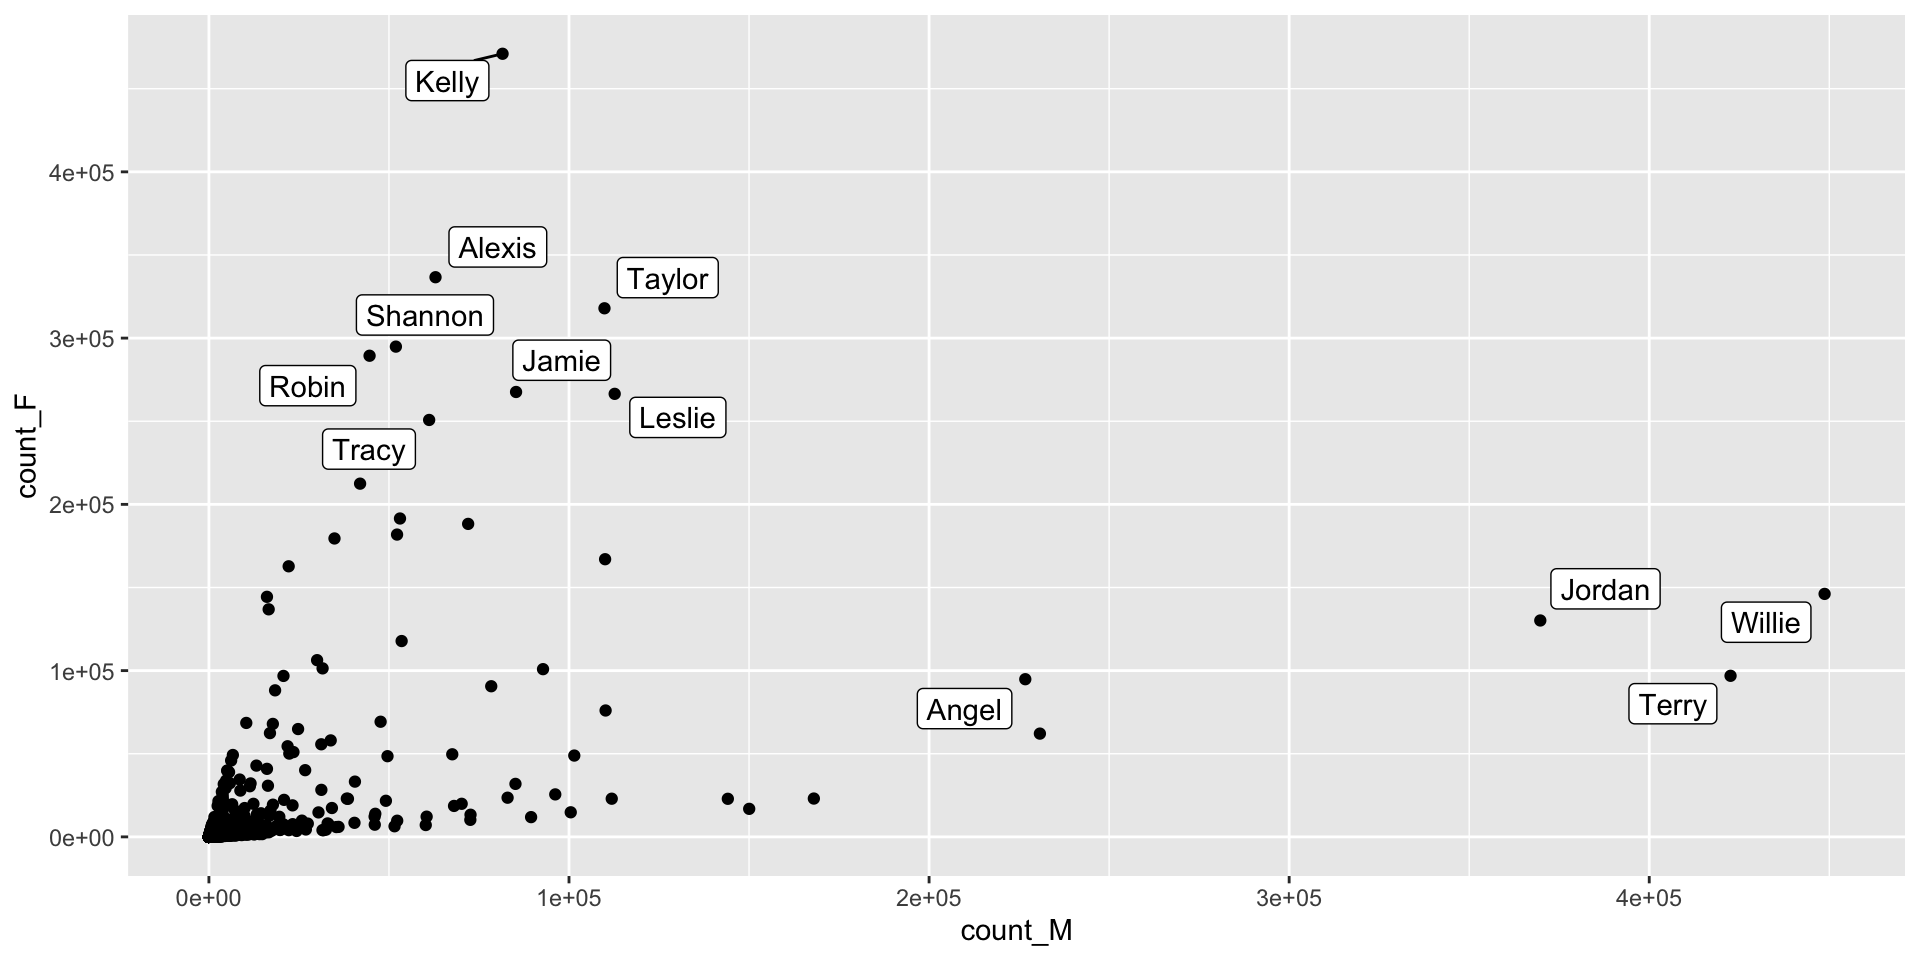 Kelly
4e+05
Alexis
Taylor
Shannon
3e+05
Jamie
Robin
Leslie
Tracy
count_F
2e+05
Jordan
Willie
1e+05
Terry
Angel
0e+00
0e+00
1e+05
2e+05
3e+05
4e+05
count_M